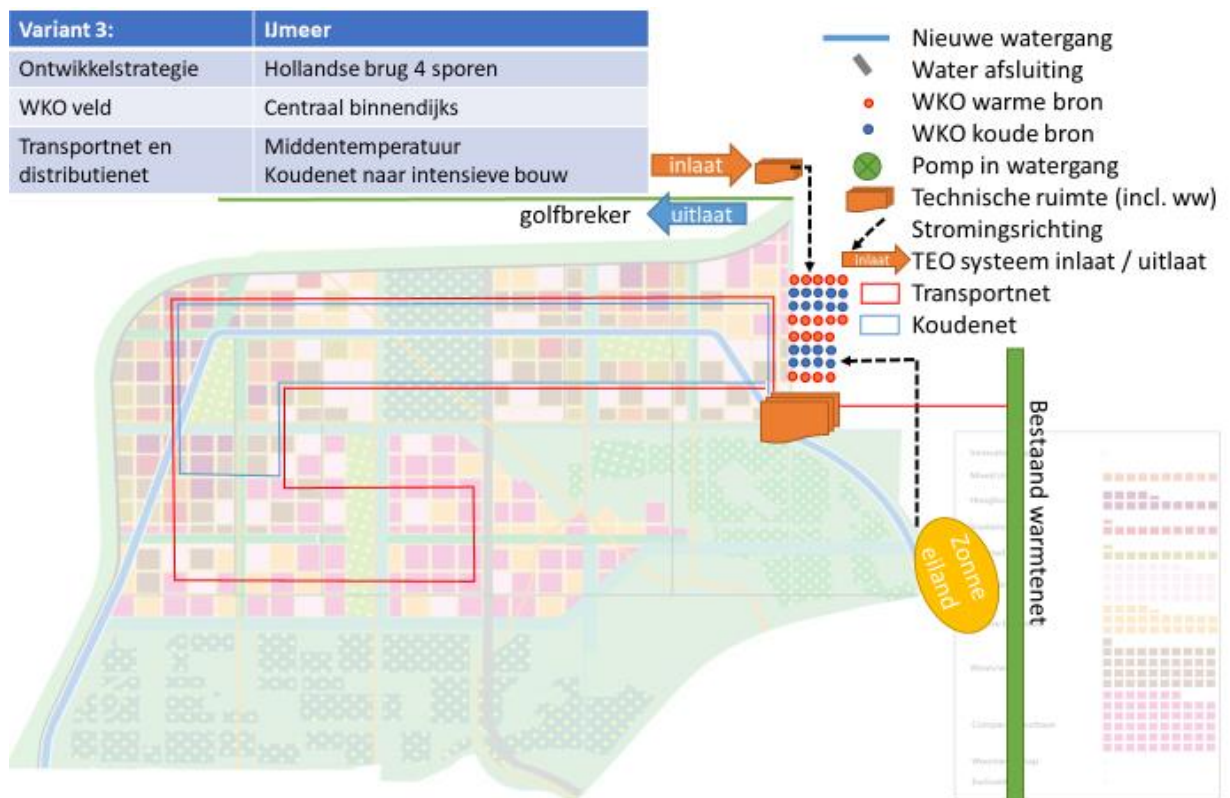 Variant 3:
IJmeer
Ontwikkelstrategie
Hollandse brug 4 sporen
WKO veld
Centraal binnendijks
Transportnet en
distributienet
Middentemperatuur
Koudenet naar intensieve bouw
inlaat
golfbreker
uitlaat
Nieuwe watergang
Water afsluiting
WKO warme bron
WKO koude bron
Pomp in watergang
Technische ruimte (incl. ww)
Stromingsrichting
inlaat
TEO systeem inlaat / uitlaat
Transportnet
Koudenet
Bestaand warmtenet
Zonne
eiland